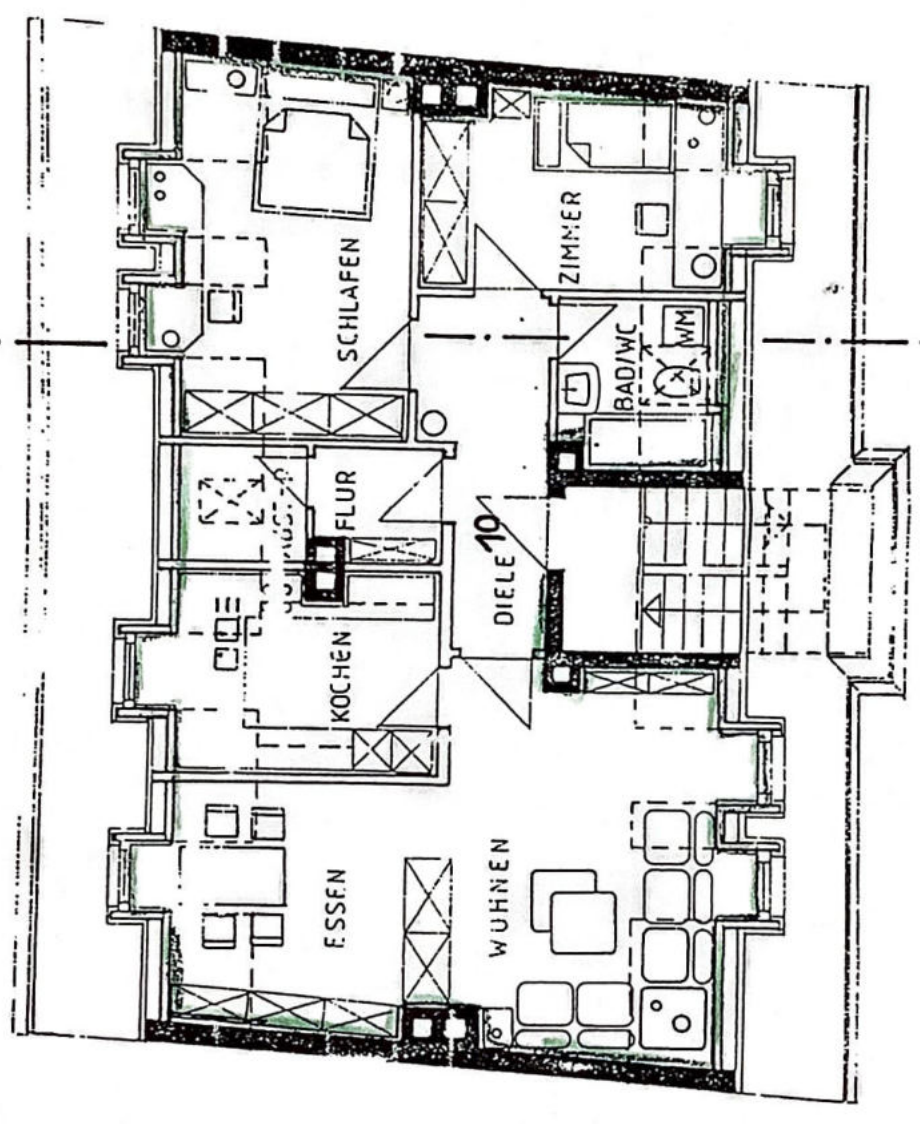 SCHLAFEN
ZIMMER
BAD/WC
WM
FLUR
10
DIELE
KOCHEN
ESSEN
WOHNEN